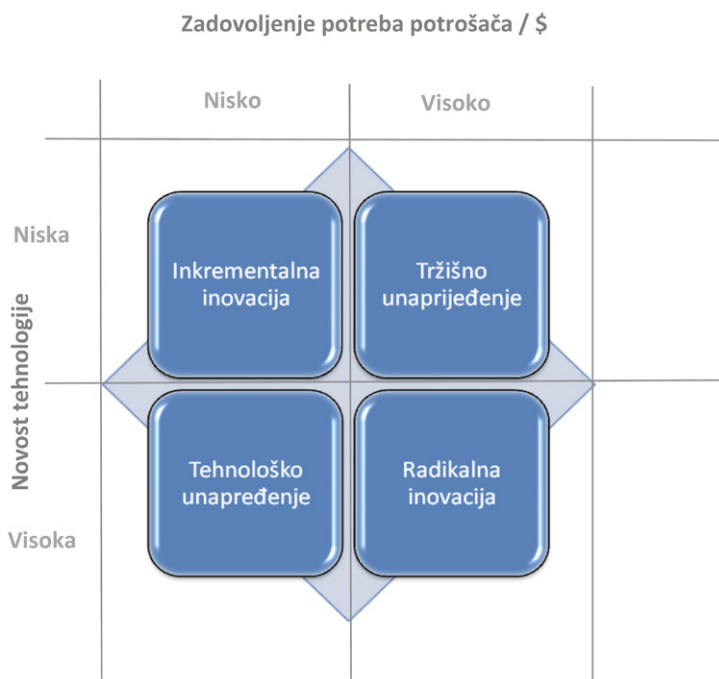 Zadovoljenje potreba potrošača / $
Nisko
Visoko
Niska
Inkrementalna
inovacija
Tržišno
unaprijeđenje
Novost tehnologije
Tehnološko
unapređenje
Radikalna
inovacija
Visoka